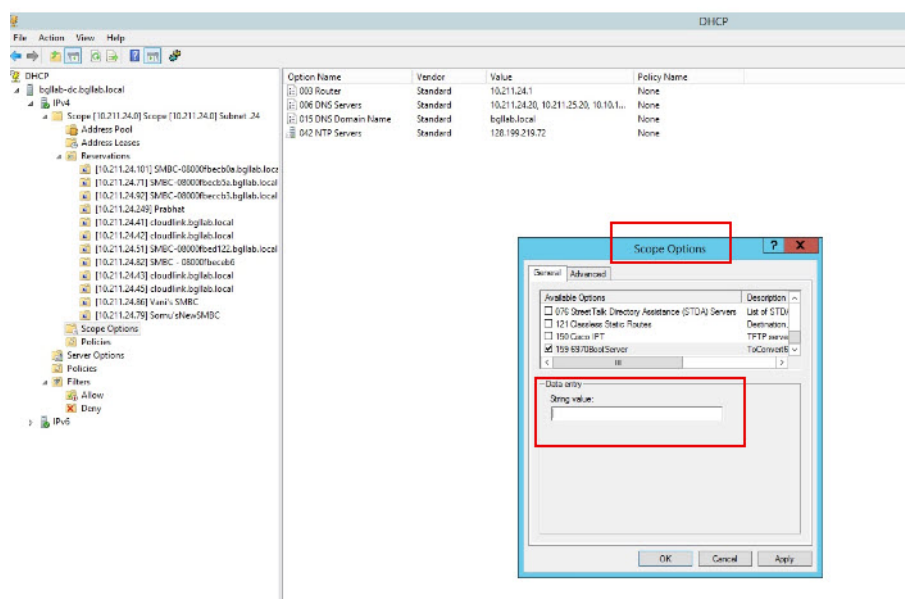 DHCP
File Action View Help
DHCP
bgllab-dc.bgllab.local
IPv4
Scope [10.211.24.0] Scope [10.211.24.0] Subnet .24
Address Pool
Address Leases
Reservations
[10.211.24.101] SMBC-08000fbecb0a.bgllab.loca
[10.211.24.71] SMBC-08000fbecb5a.bgllab.local
[10.211.24.92] SMBC-08000fbeccb3.bgllab.local
[10.211.24.249] Prabhat
[10.211.24.41] cloudlink.bgllab.local
[10.211.24.42] cloudlink.bgllab.local
[10.211.24.51] SMBC-08000fbed122.bgllab.local
[10.211.24.82] SMBC - 08000fbeceb6
[10.211.24.43] cloudlink.bgllab.local
[10.211.24.45] cloudlink.bgllab.local
[10.211.24.86] Vani's SMBC
[10.211.24.79] Somu'sNewSMBC
Scope Options
Policies
Server Options
Policies
Filters
Allow
Deny
IPv6
Option Name Vendor Value Policy Name
003 Router Standard 10.211.24.1 None
006 DNS Servers Standard 10.211.24.20, 10.211.25.20, 10.10.1... None
015 DNS Domain Name Standard bgllab.local None
042 NTP Servers Standard 128.199.219.72 None
Scope Options ? X
General Advanced
Available Options Description
076 StreetTalk Directory Assistance (STDA) Servers List of STD
121 Classless Static Routes Destination,
150 Cisco IPT TFTP serve
159 6970BootServer ToConvert6
Data entry
String value:
OK Cancel Apply